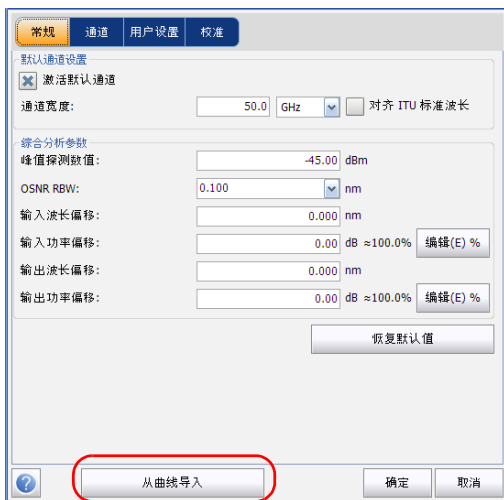 常规 通道 用户设置 校准
默认通道设置
激活默认通道
通道宽度: 50.0 GHz 对齐 ITU 标准波长
综合分析参数
峰值探测数值: -45.00 dBm
OSNR RBW: 0.100 nm
输入波长偏移: 0.000 nm
输入功率偏移: 0.00 dB ≈100.0% 编辑(E) %
输出波长偏移: 0.000 nm
输出功率偏移: 0.00 dB ≈100.0% 编辑(E) %
恢复默认值
? 从曲线导入 确定 取消